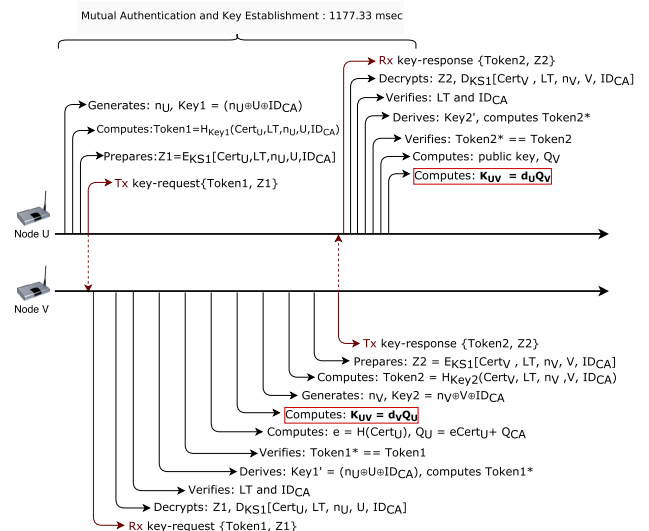 Mutual Authentication and Key Establishment : 1177.33 msec
Rx key-response {Token2, Z2}
Decrypts: Z2, DKS1[CertV , LT, nV, V, IDCA]
Verifies: LT and IDCA
Derives: Key2', computes Token2*
Verifies: Token2* == Token2
Computes: public key, QV
Computes: KUV = dUQV
Generates: nU, Key1 = (nU⊕U⊕IDCA)
Computes:Token1=HKey1(CertU,LT,nU,U,IDCA)
Prepares:Z1=EKS1[CertU,LT,nU,U,IDCA]
Tx key-request{Token1, Z1}
Node U
Node V
Tx key-response {Token2, Z2}
Prepares: Z2 = EKS1[CertV , LT, nV, V, IDCA]
Computes: Token2 = HKey2(CertV , LT, nV ,V, IDCA)
Generates: nV, Key2 = nV⊕V⊕IDCA
Computes: KUV = dVQU
Computes: e = H(CertU), QU = eCertU+ QCA
Verifies: Token1* == Token1
Derives: Key1' = (nU⊕U⊕IDCA), computes Token1*
Verifies: LT and IDCA
Decrypts: Z1, DKS1[CertU, LT, nU, U, IDCA]
Rx key-request {Token1, Z1}